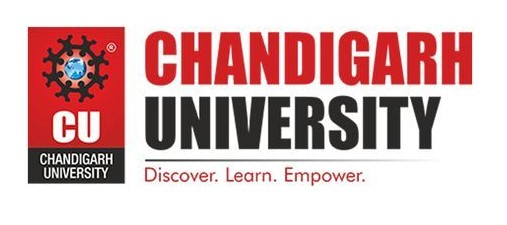 ®
CU
CHANDIGARH
UNIVERSITY
CHANDIGARH
UNIVERSITY
Discover. Learn. Empower.